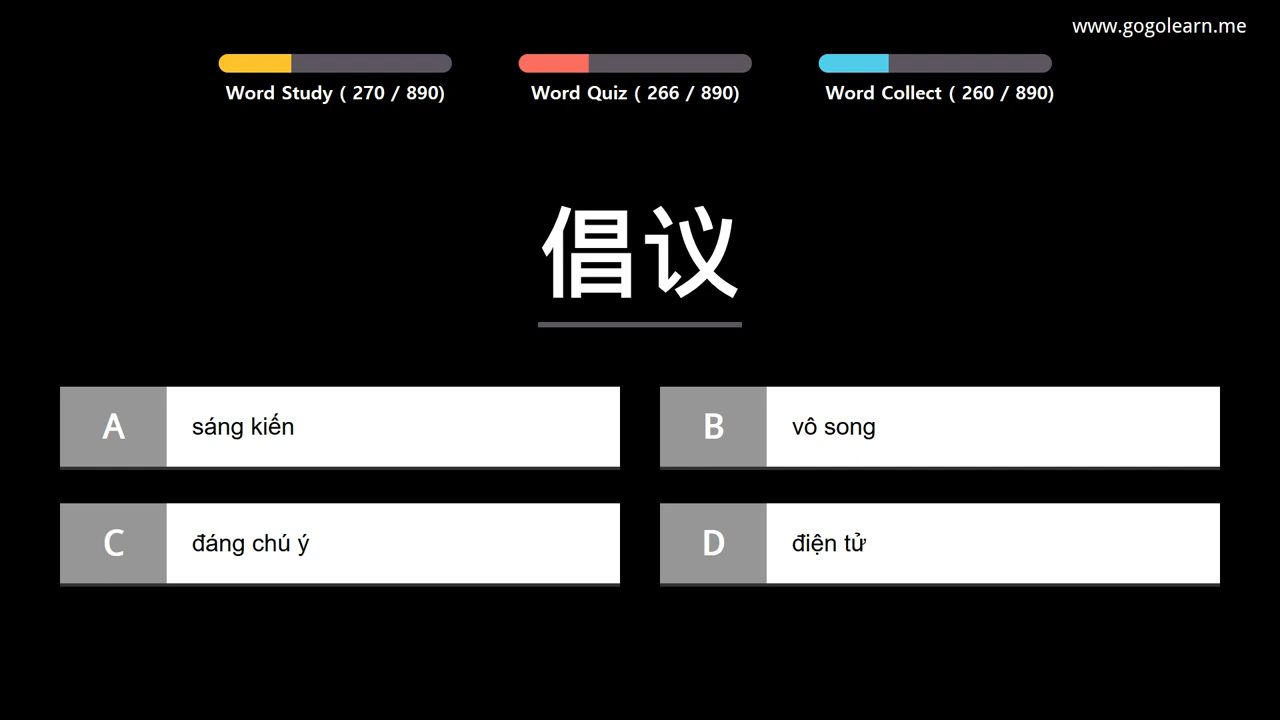 www.gogolearn.me
Word Study ( 270 / 890)
Word Quiz ( 266 / 890)
Word Collect ( 260 / 890)
倡议
A sáng kiến
B vô song
C đáng chú ý
D điện tử